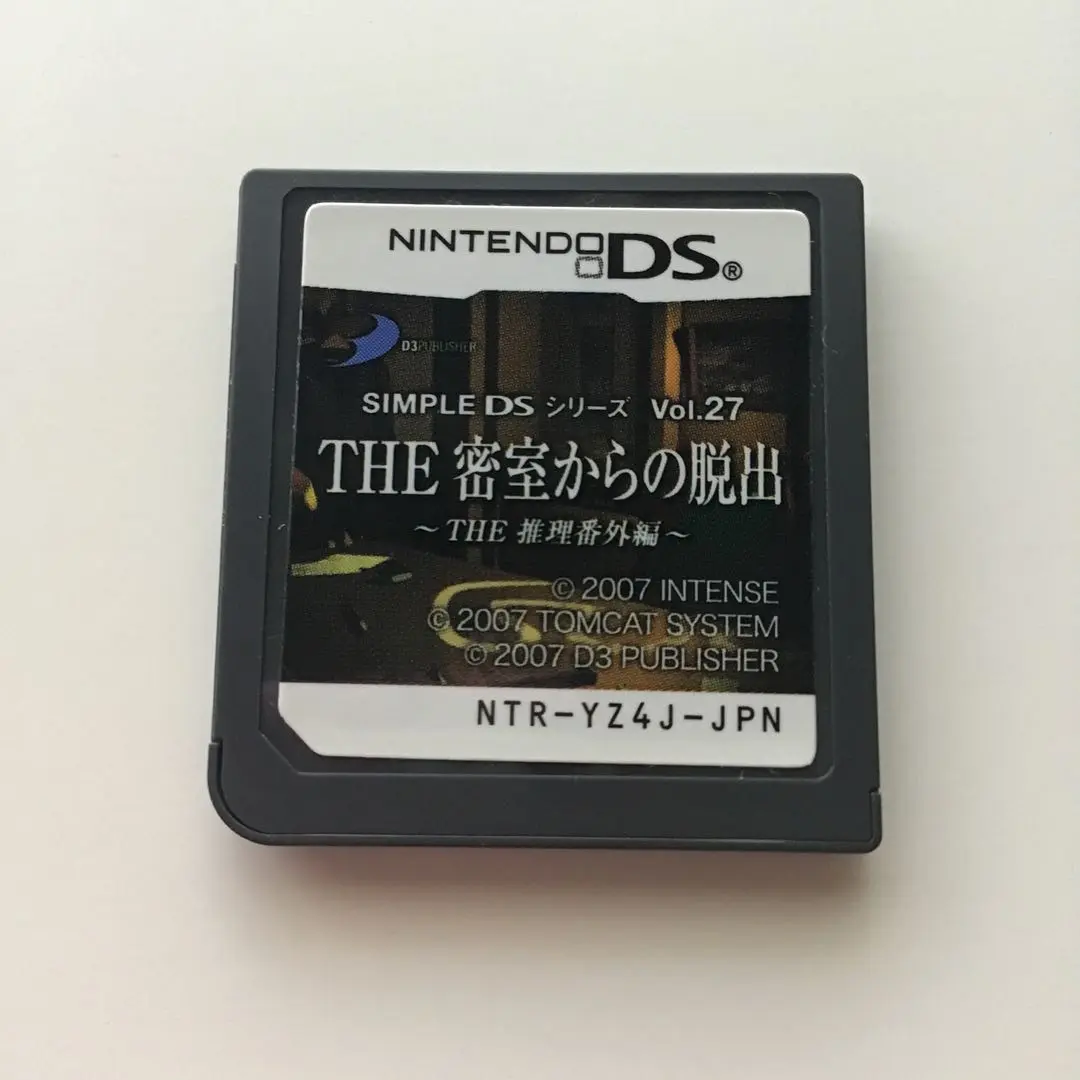 NINTENDO DS®
D3PUBLISHER
SIMPLE DS シリーズ Vol.27
THE 密室からの脱出
～THE 推理番外編～
© 2007 INTENSE
© 2007 TOMCAT SYSTEM
© 2007 D3 PUBLISHER
NTR-YZ4J-JPN